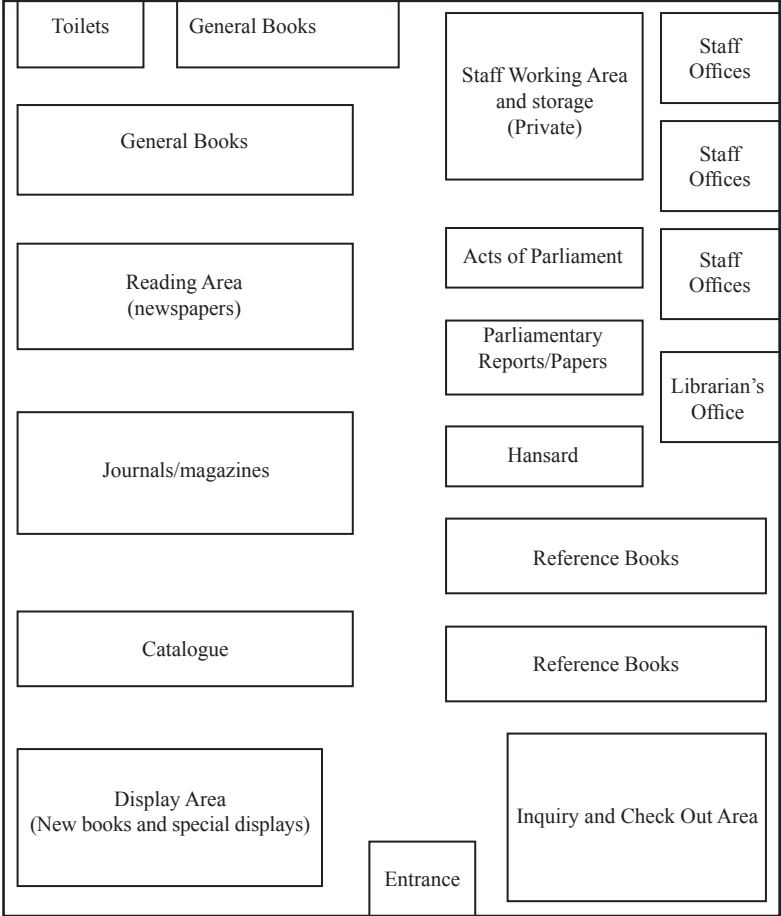 Toilets
General Books
Staff Working Area
and storage
(Private)
Staff
Offices
General Books
Staff
Offices
Reading Area
(newspapers)
Acts of Parliament
Staff
Offices
Parliamentary
Reports/Papers
Librarian’s
Office
Journals/magazines
Hansard
Reference Books
Catalogue
Reference Books
Display Area
(New books and special displays)
Inquiry and Check Out Area
Entrance